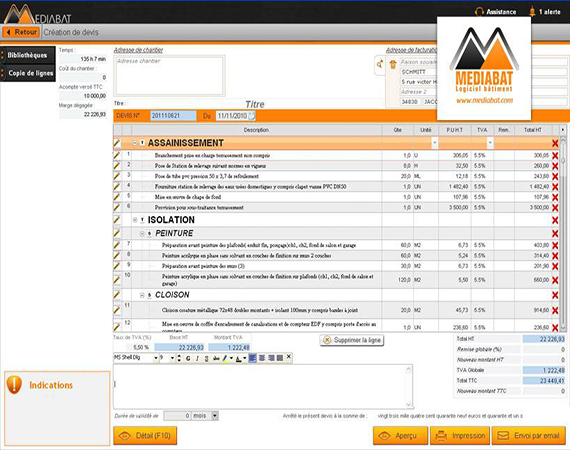 MEDIABAT
Assistance
1 alerte
Retour
Création de devis
Bibliothèques
Copie de lignes
Temps :
135 h 7 min
Coût du chantier :
0
Acompte versé TTC
10 000,00
Marge dégagée :
22 226,93
Adresse de chantier
Adresse chantier
Adresse de facturation
Raison sociale
SCHMITT
5 rue victor H
Adresse 2
34830 JACO
MEDIABAT
Logiciel bâtiment
www.mediabat.com
Titre :
Titre
DEVIS N° 201110621 Du 11/11/2010
Description Qte Unité P.U H.T TVA Rem. Total HT
T ASSAINISSEMENT
1 Branchement prise en charge terrassement non compris 1,0 U 306,05 5.5% 306,05
2 Pose de Station de relevage suivant normes en vigueur 8,0 H 32,50 5.5% 260,00
3 Pose de tube pvc pression 50 x 3,7 de refoulement 20,0 ML 12,18 5.5% 243,60
4 Fourniture station de relevage des eaux usées domestiques y compris clapet vanne PVC DN50 1,0 UN 1 482,40 5.5% 1 482,40
5 Mise en œuvre de chape de fond 1,0 UN 107,96 5.5% 107,96
6 Provision pour sous-traitance terrassement 1,0 UN 3 500,00 5.5% 3 500,00
T ISOLATION
S PEINTURE
7 Préparation avant peinture des plafonds( enduit fin, ponçage)ch1, ch2, fond de salon et garage 60,0 M2 6,73 5.5% 403,80
8 Peinture acrylique en phase sans solvant en couches de finition sur murs 2 couches 60,0 M2 5,24 5.5% 314,40
9 Préparation avant peinture des murs (3) 30,0 M2 6,73 5.5% 201,90
10 Peinture acrylique en phase sans solvant en couches de finition sur plafonds (ch1, ch2, fond de salon et garage) 120,0 M2 5,50 5.5% 660,00
S CLOISON
11 Cloison ossature métallique 72x48 doubles montants + isolant 100mm y compris bandes à joint 20,0 M2 45,73 5.5% 914,60
12 Mise en oeuvre de coffre d'encaissement de canalisations et de compteur EDF y compris porte d'accès au compteur 1,0 UN 236,60 5.5% 236,60
Taux de TVA (%) Base HT Montant TVA
5,50 % 22 226,93 1 222,48
Supprimer la ligne
Total HT 22 226,93
Remise globale (%) 0
Nouveau montant HT 0
TVA Globale 1 222,48
Total TTC 23 449,41
Nouveau montant TTC 0
MS Shell Dlg 9 G I S abc
Indications
Durée de validité de 0 mois
Arrêté le présent devis à la somme de : vingt trois mille quatre cent quarante neuf euros et quarante et un s
Détail (F10)
Aperçu
Impression
Envoi par email